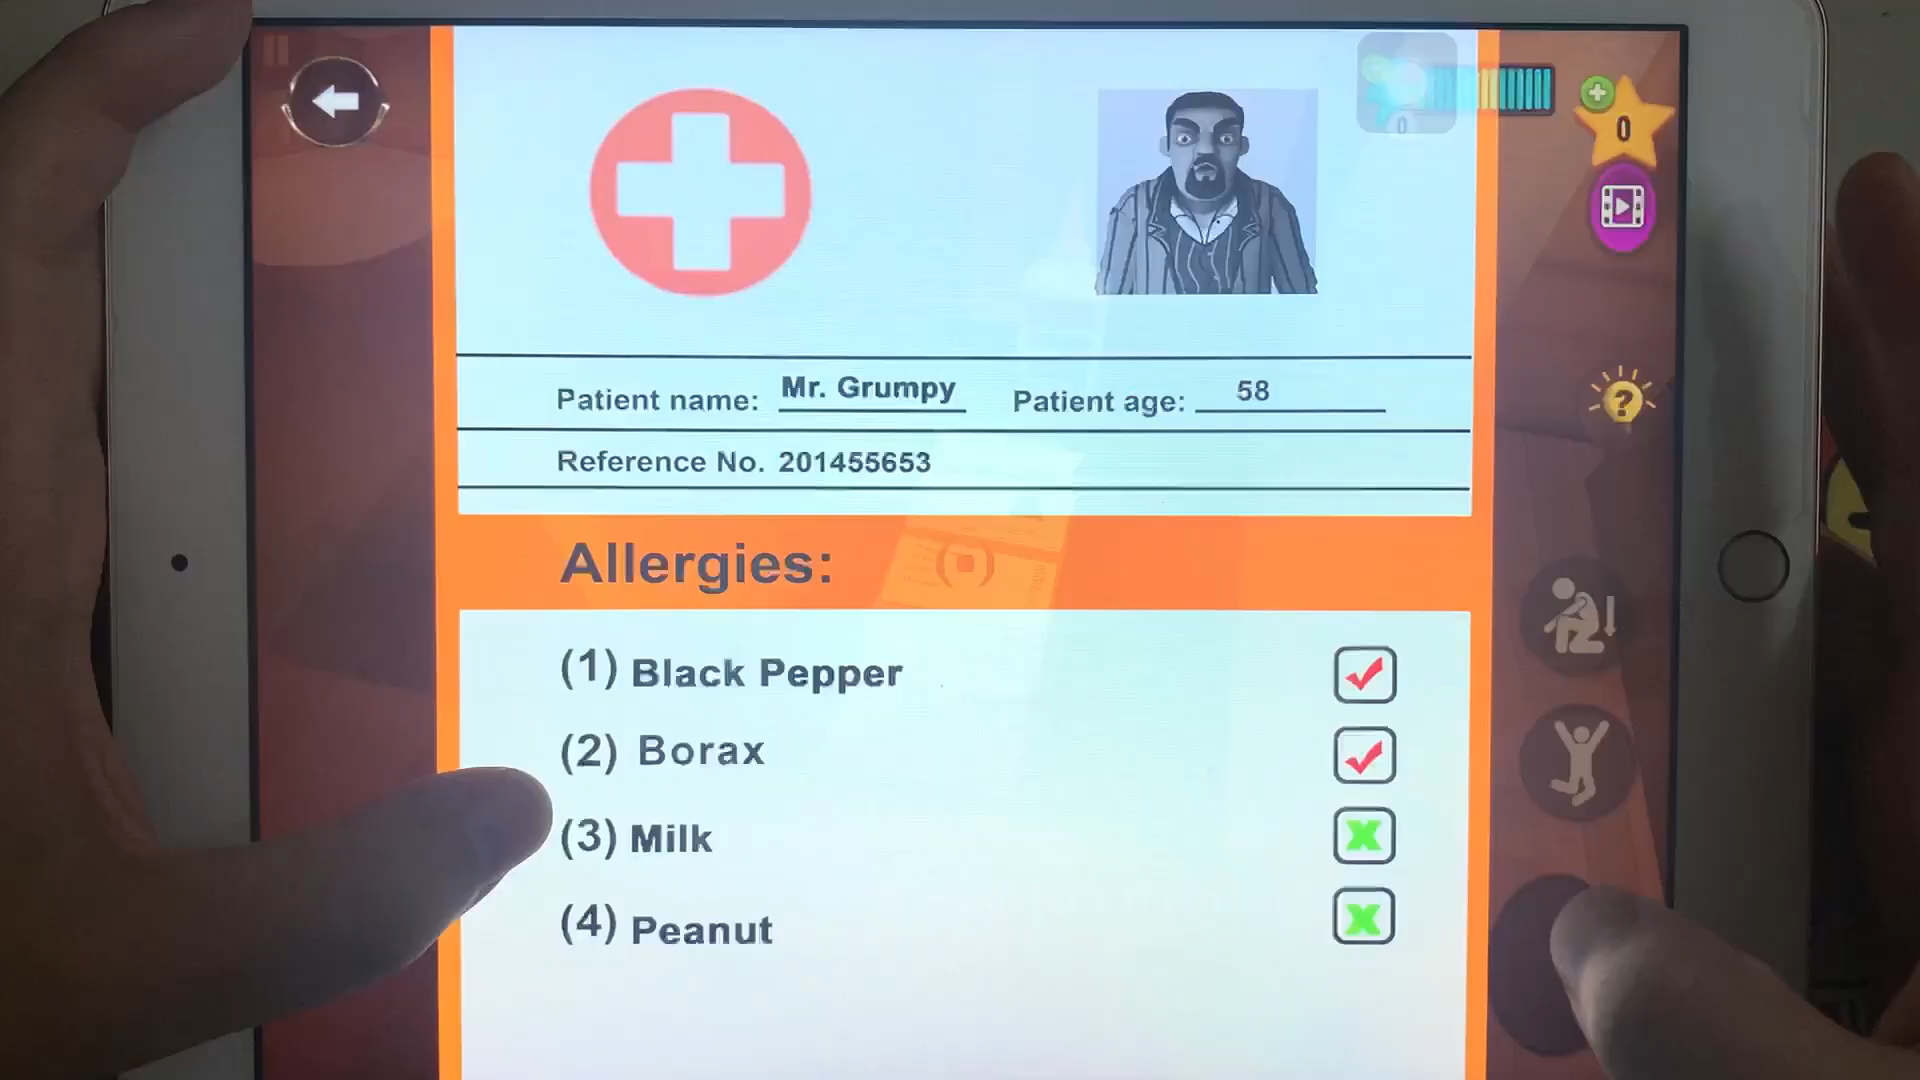 0
0
Patient name: Mr. Grumpy Patient age: 58
Reference No. 201455653
Allergies:
(1) Black Pepper
(2) Borax
(3) Milk
(4) Peanut